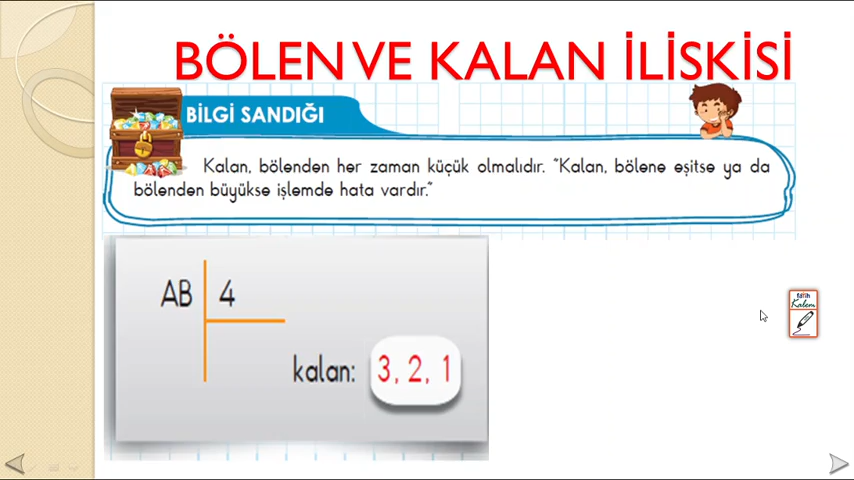 BÖLEN VE KALAN İLİSKİSİ
BİLGİ SANDIĞI
Kalan, bölenden her zaman küçük olmalıdır. "Kalan, bölene eşitse ya da
bölenden büyükse işlemde hata vardır."
AB 4
kalan: 3, 2, 1
fatih
Kalem